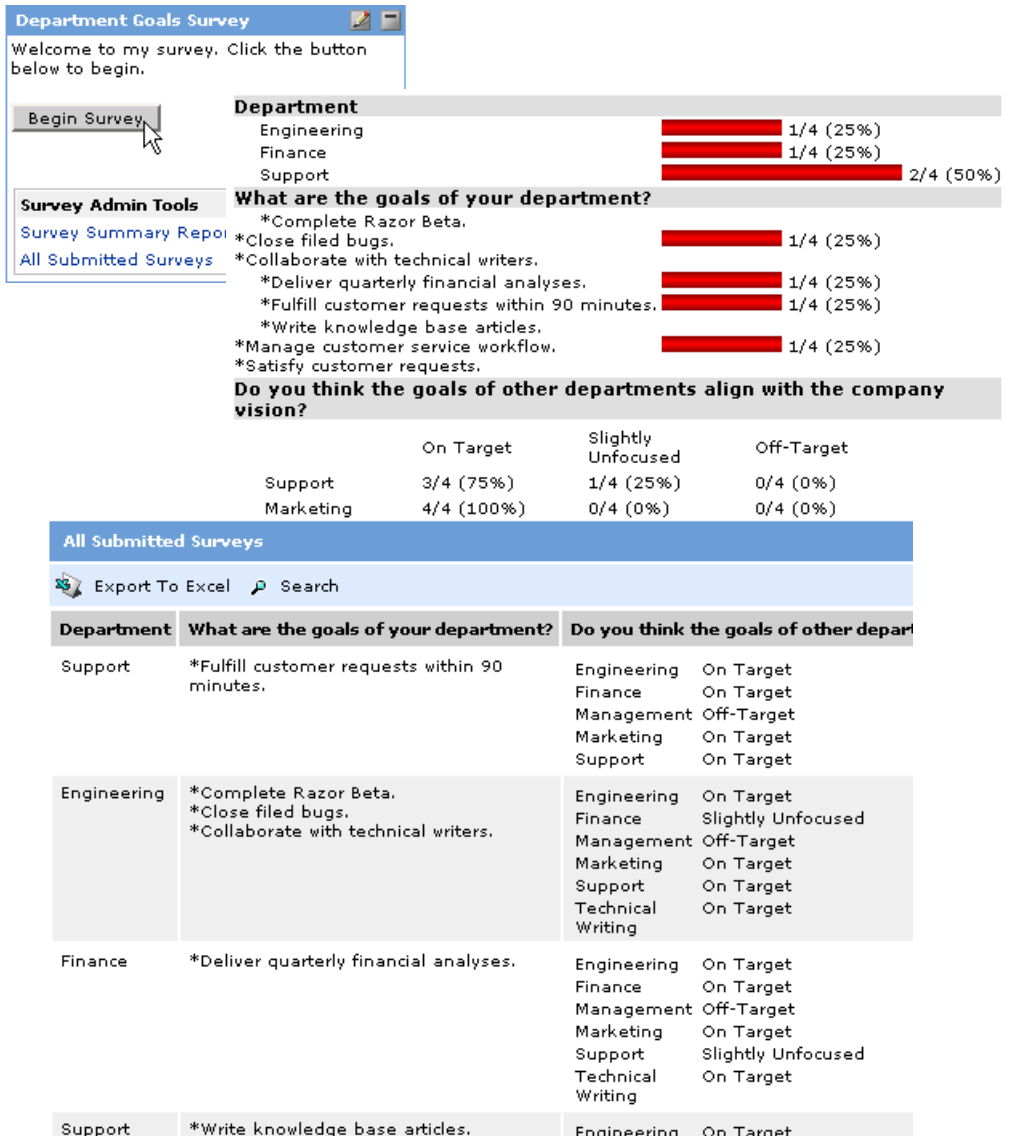 Department Goals Survey
Welcome to my survey. Click the button
below to begin.
Begin Survey
Survey Admin Tools
Survey Summary Repor
All Submitted Surveys
Department
Engineering 1/4 (25%)
Finance 1/4 (25%)
Support 2/4 (50%)
What are the goals of your department?
*Complete Razor Beta.
*Close filed bugs. 1/4 (25%)
*Collaborate with technical writers.
*Deliver quarterly financial analyses. 1/4 (25%)
*Fulfill customer requests within 90 minutes. 1/4 (25%)
*Write knowledge base articles.
*Manage customer service workflow. 1/4 (25%)
*Satisfy customer requests.
Do you think the goals of other departments align with the company
vision?
On Target Slightly Unfocused Off-Target
Support 3/4 (75%) 1/4 (25%) 0/4 (0%)
Marketing 4/4 (100%) 0/4 (0%) 0/4 (0%)
All Submitted Surveys
Export To Excel Search
Department What are the goals of your department? Do you think the goals of other depart
Support *Fulfill customer requests within 90
minutes.
Engineering On Target
Finance On Target
Management Off-Target
Marketing On Target
Support On Target
Engineering *Complete Razor Beta.
*Close filed bugs.
*Collaborate with technical writers.
Engineering On Target
Finance Slightly Unfocused
Management Off-Target
Marketing On Target
Support On Target
Technical On Target
Writing
Finance *Deliver quarterly financial analyses.
Engineering On Target
Finance On Target
Management Off-Target
Marketing On Target
Support Slightly Unfocused
Technical On Target
Writing
Support *Write knowledge base articles.
Engineering On Target